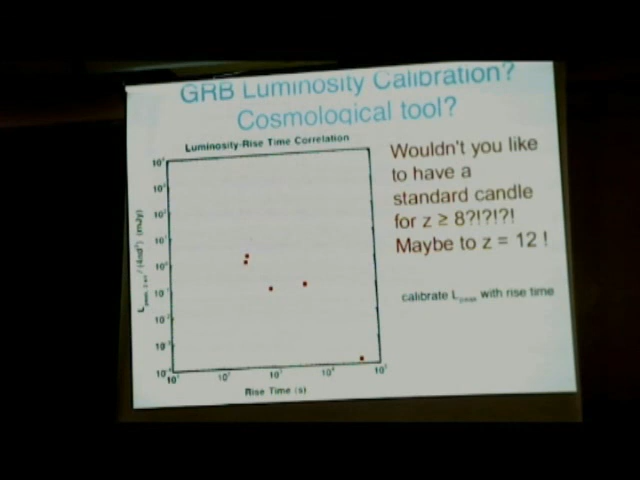 GRB Luminosity Calibration?
Cosmological tool?
Luminosity-Rise Time Correlation
Wouldn't you like
to have a
standard candle
for z ≥ 8?!?!?!
Maybe to z = 12 !
calibrate L peak with rise time
Rise Time (s)